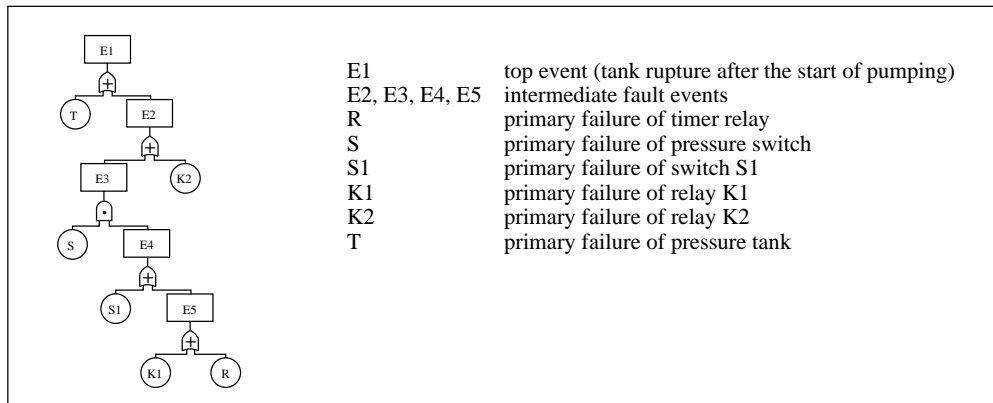 E1
+
T
E2
+
E3
K2
·
S
E4
+
S1
E5
+
K1
R
E1 top event (tank rupture after the start of pumping)
E2, E3, E4, E5 intermediate fault events
R primary failure of timer relay
S primary failure of pressure switch
S1 primary failure of switch S1
K1 primary failure of relay K1
K2 primary failure of relay K2
T primary failure of pressure tank